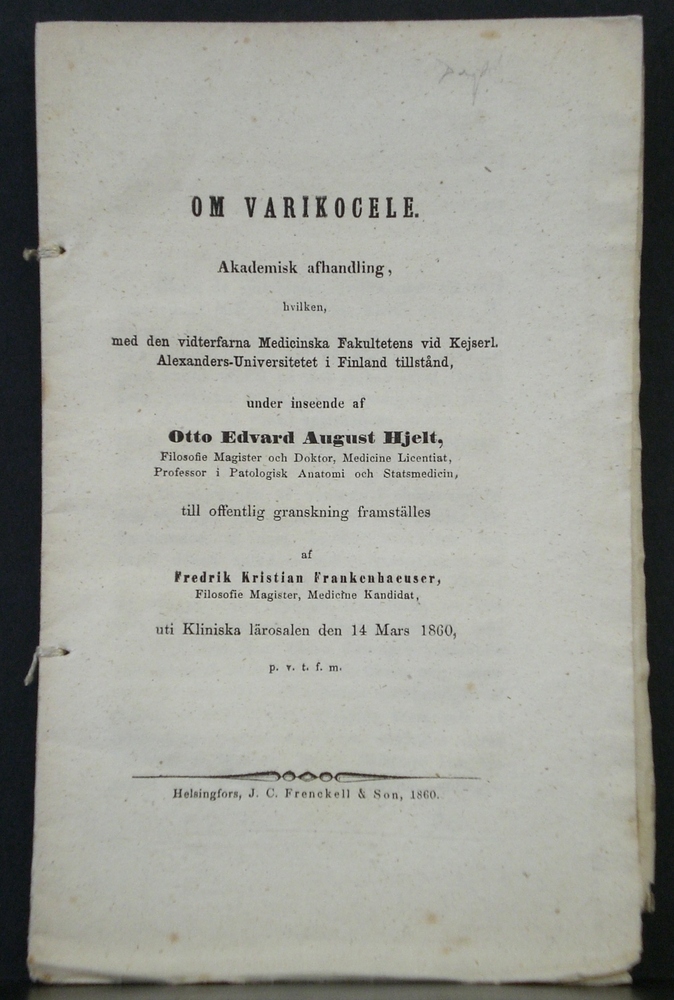 OM VARIKOCELE.
Akademisk afhandling,
hvilken,
med den vidterfarna Medicinska Fakultetens vid Kejserl.
Alexanders-Universitetet i Finland tillstånd,
under inseende af
Otto Edvard August Hjelt,
Filosofie Magister och Doktor, Medicine Licentiat,
Professor i Patologisk Anatomi och Statsmedicin,
till offentlig granskning framställes
af
Fredrik Kristian Frankenhaeuser,
Filosofie Magister, Medicine Kandidat,
uti Kliniska lärosalen den 14 Mars 1860,
p. v. t. f. m.
Helsingfors, J. C. Frenckell & Son, 1860.